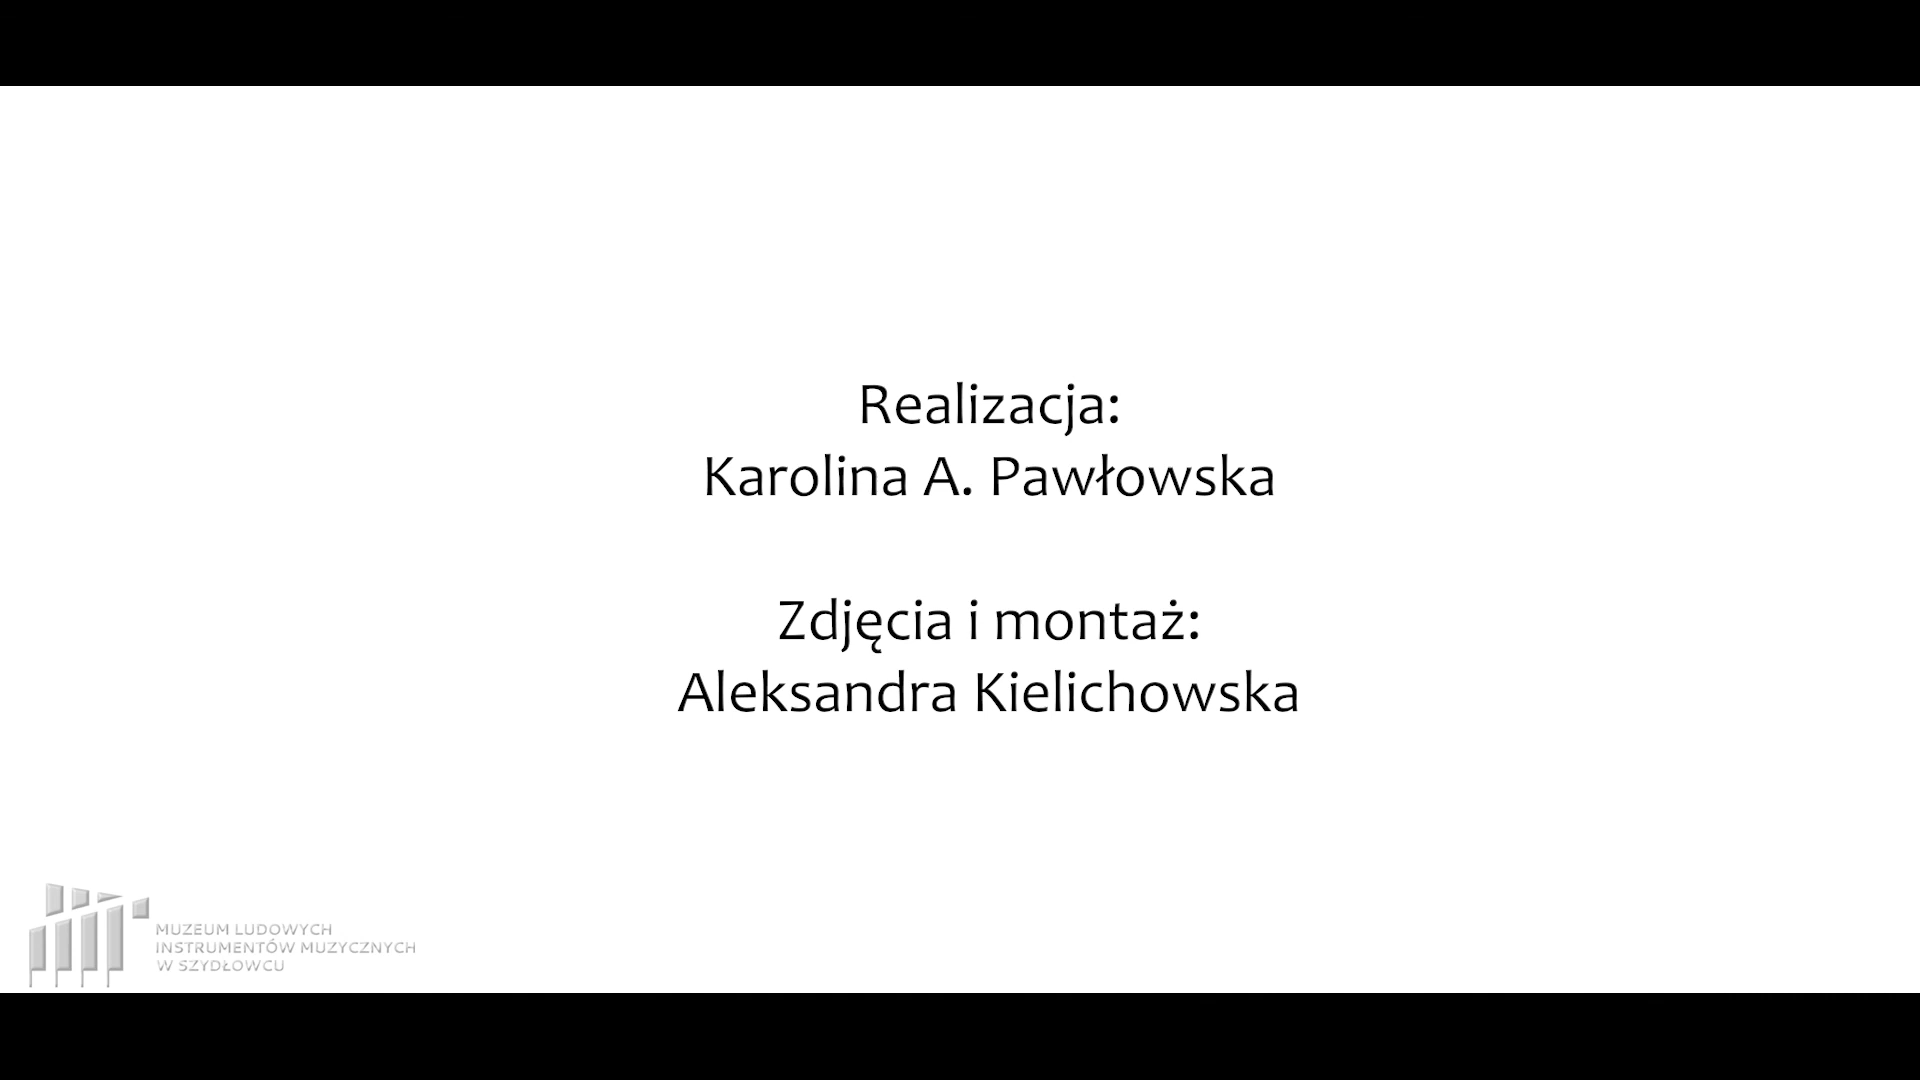 Realizacja:
Karolina A. Pawłowska
Zdjęcia i montaż:
Aleksandra Kielichowska
MUZEUM LUDOWYCH
INSTRUMENTÓW MUZYCZNYCH
W SZYDŁOWCU